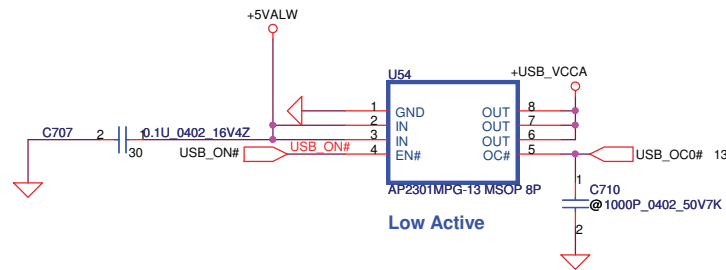 +5VALW
U54
+USB_VCCA
1 GND OUT 8
2 IN OUT 7
3 IN OUT 6
4 EN# OC# 5
C707 2 1 0.1U_0402_16V4Z
30
USB_ON# USB_ON#
USB_OC0# 13
AP2301MPG-13 MSOP 8P
Low Active
1
C710
@ 1000P_0402_50V7K
2